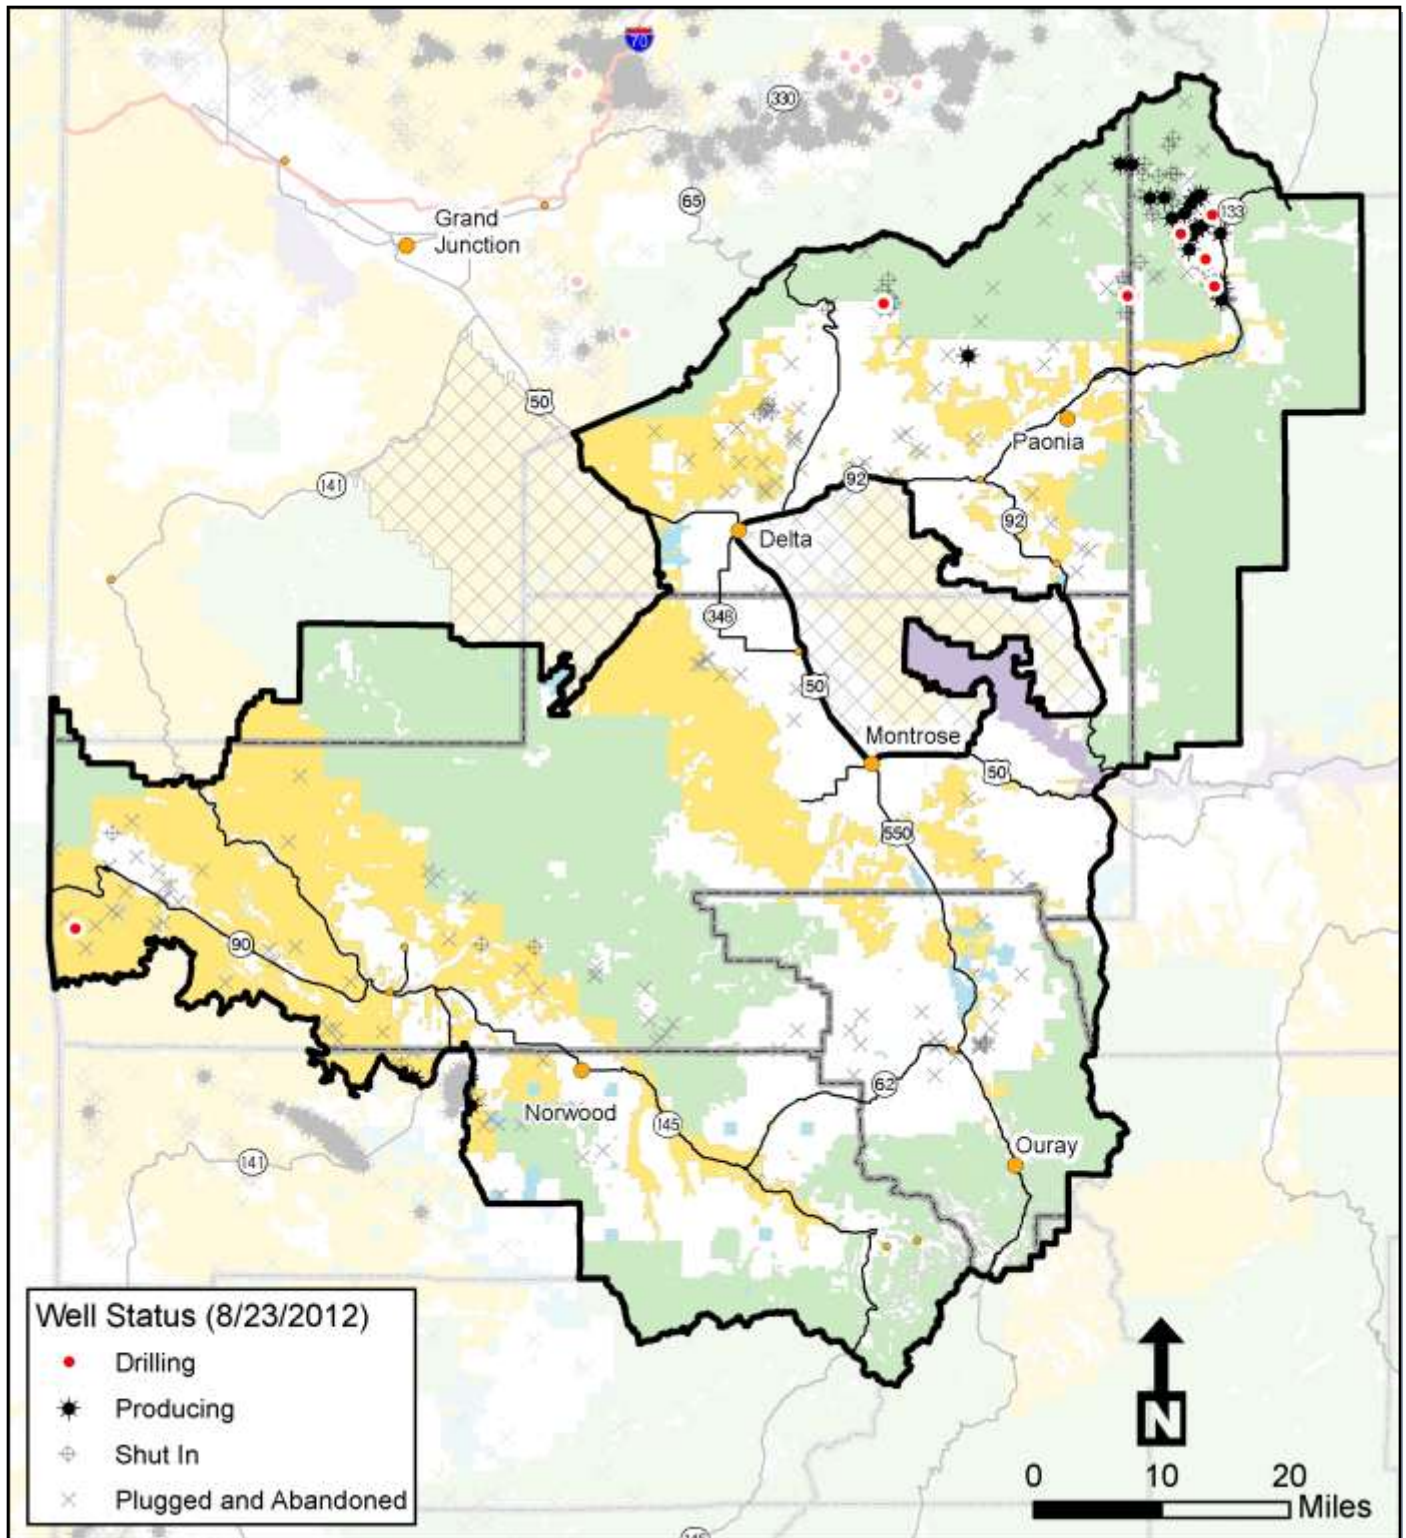 70
330
133
65
Grand
Junction
50
141
Paonia
92
92
Delta
348
50
Montrose
50
550
90
62
Norwood
145
Ouray
141
Well Status (8/23/2012)
Drilling
Producing
Shut In
Plugged and Abandoned
N
0 10 20
Miles